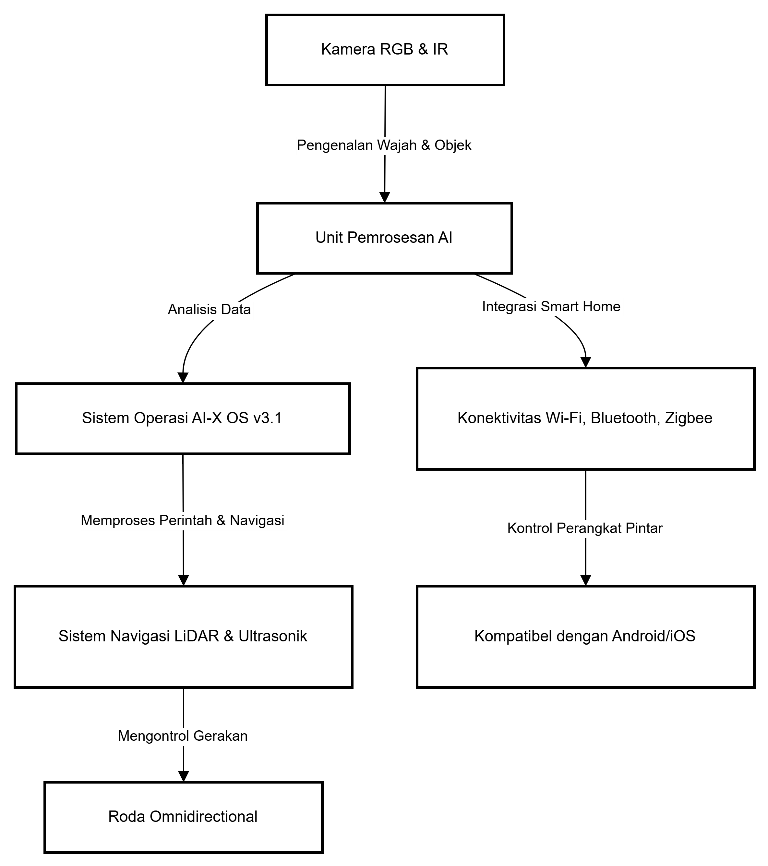 Kamera RGB & IR
Pengenalan Wajah & Objek
Unit Pemrosesan AI
Analisis Data
Integrasi Smart Home
Sistem Operasi AI-X OS v3.1
Konektivitas Wi-Fi, Bluetooth, Zigbee
Memproses Perintah & Navigasi
Kontrol Perangkat Pintar
Sistem Navigasi LiDAR & Ultrasonik
Kompatibel dengan Android/iOS
Mengontrol Gerakan
Roda Omnidirectional